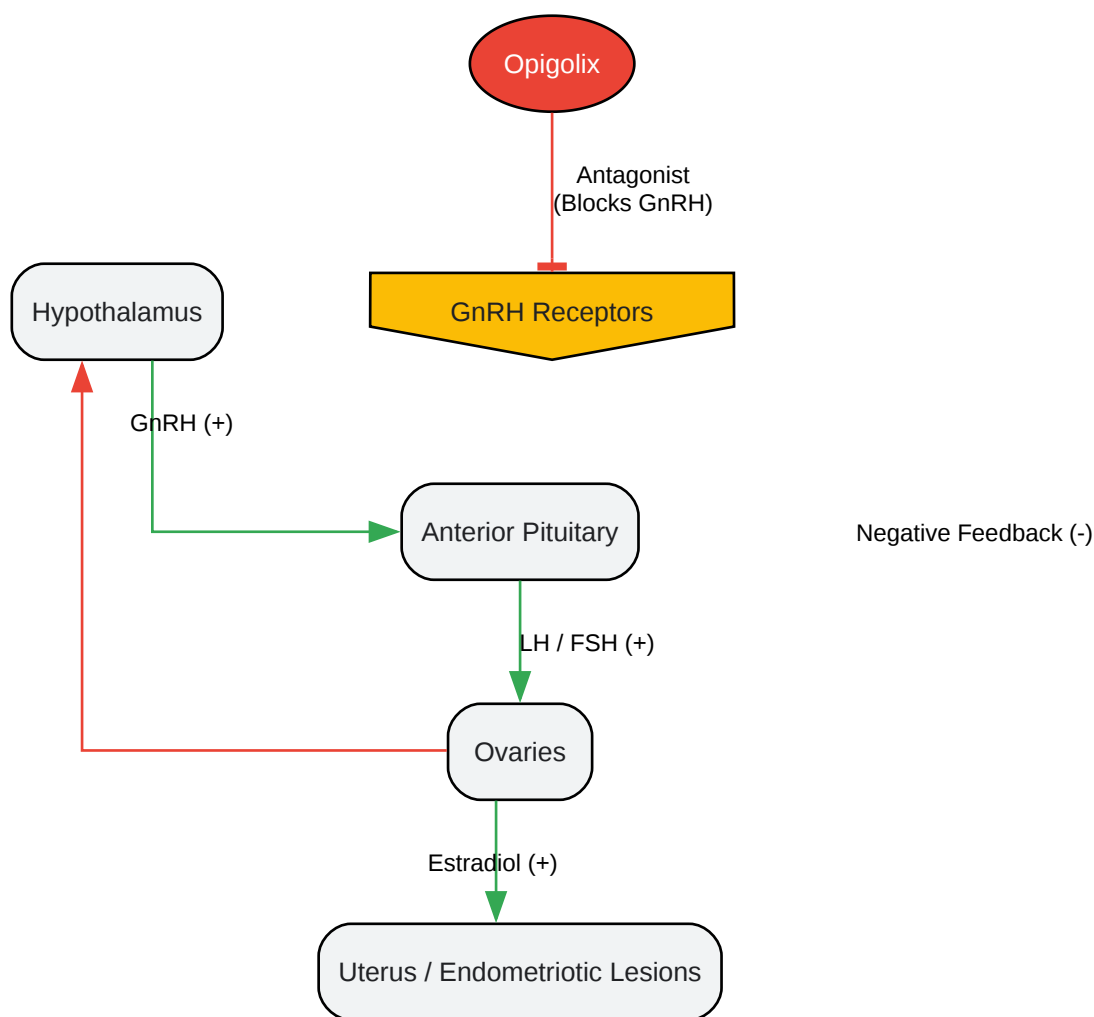 Opigolix
Antagonist
(Blocks GnRH)
Hypothalamus
GnRH Receptors
GnRH (+)
Anterior Pituitary
Negative Feedback (-)
LH / FSH (+)
Ovaries
Estradiol (+)
Uterus / Endometriotic Lesions